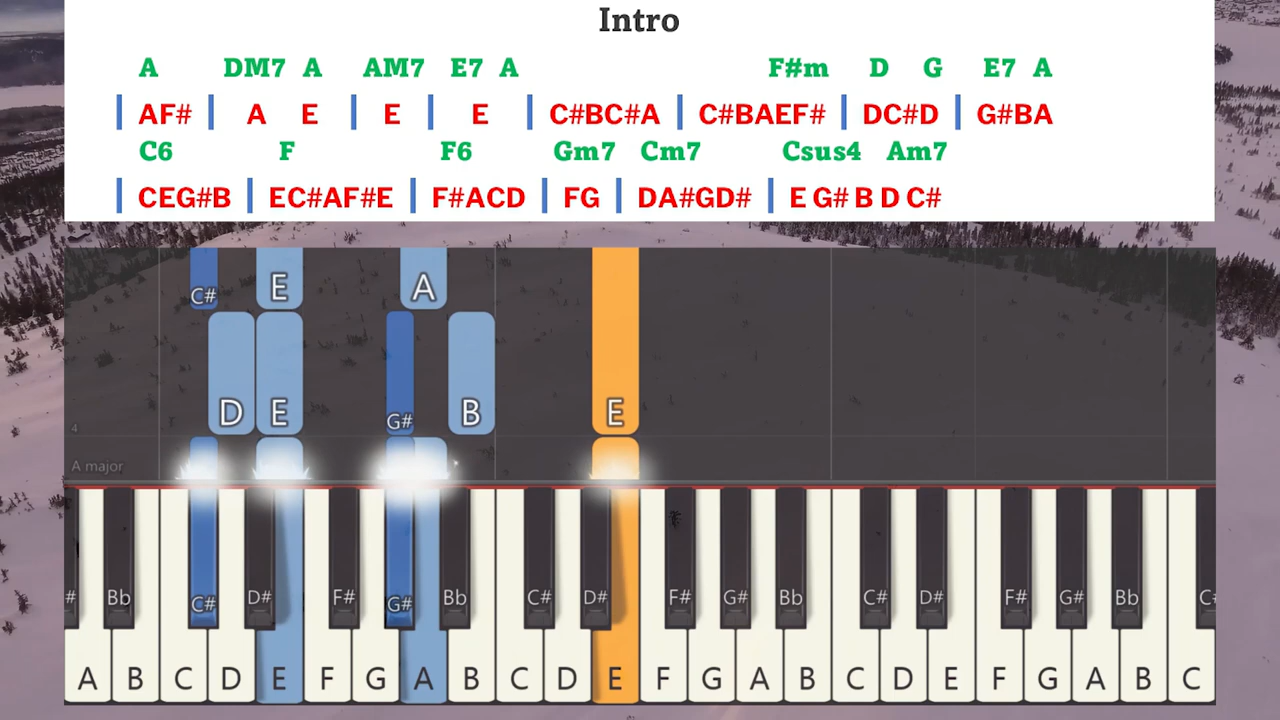 Intro
A DM7 A AM7 E7 A F#m D G E7 A
| AF# | A E | E | E | C#BC#A | C#BAEF# | DC#D | G#BA
C6 F F6 Gm7 Cm7 Csus4 Am7
| CEG#B | EC#AF#E | F#ACD | FG | DA#GD# | E G# B D C#
C# E A
D E G# B E
4
A major
# Bb C# D# F# G# Bb C# D# F# G# Bb C# D# F# G# Bb C
A B C D E F G A B C D E F G A B C D E F G A B C